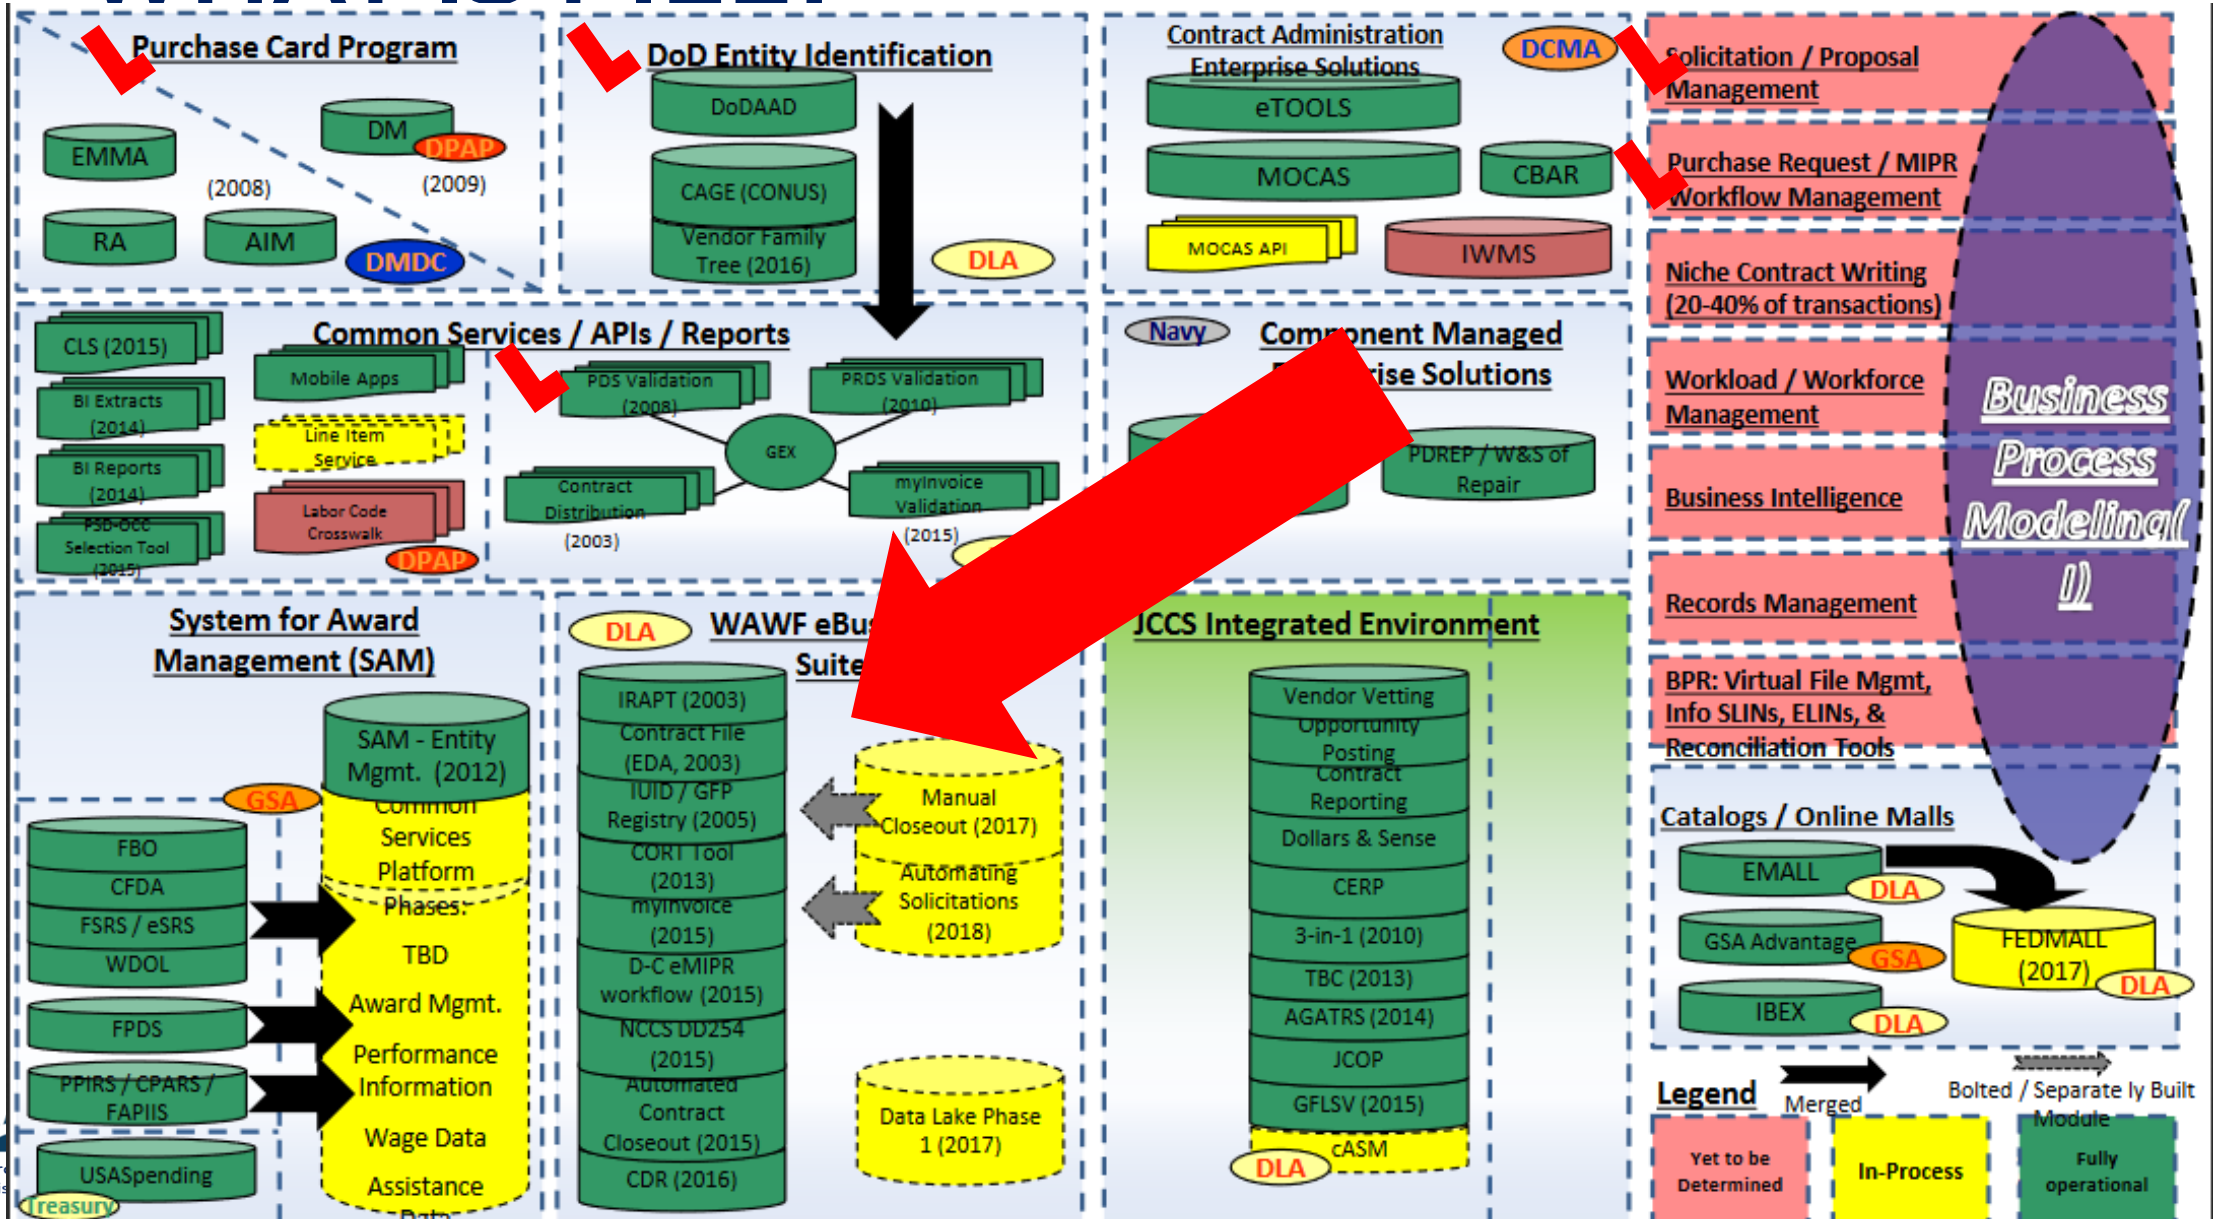 Purchase Card Program
EMMA
DM
DPAP
(2009)
(2008)
RA
AIM
DMDC
DoD Entity Identification
DoDAAD
CAGE (CONUS)
Vendor Family
Tree (2016)
DLA
Contract Administration
Enterprise Solutions
DCMA
eTOOLS
MOCAS
CBAR
MOCAS API
IWMS
Solicitation / Proposal
Management
Purchase Request / MIPR
Workflow Management
Niche Contract Writing
(20-40% of transactions)
Workload / Workforce
Management
Business Intelligence
Records Management
BPR: Virtual File Mgmt,
Info SLINs, ELINs, &
Reconciliation Tools
Business
Process
Modeling(
Common Services / APIs / Reports
CLS (2015)
BI Extracts
(2014)
BI Reports
(2014)
PSD-OCC
Selection Tool
(2015)
Mobile Apps
Line Item
Service
Labor Code
Crosswalk
DPAP
PDS Validation
(2008)
PRDS Validation
(2010)
GEX
Contract
Distribution
(2003)
myInvoice
Validation
(2015)
Navy
Component Managed
rise Solutions
PDREP / W&S of
Repair
System for Award
Management (SAM)
SAM - Entity
Mgmt. (2012)
GSA
Common
Services
Platform
Phases:
TBD
Award Mgmt.
Performance
Information
Wage Data
Assistance
Data
FBO
CFDA
FSRS / eSRS
WDOL
FPDS
PPIRS / CPARS /
FAPIIS
USASpending
Treasury
DLA
WAWF eBus
Suite
IRAPT (2003)
Contract File
(EDA, 2003)
IUID / GFP
Registry (2005)
CORT Tool
(2013)
myInvoice
(2015)
D-C eMIPR
workflow (2015)
NCCS DD254
(2015)
Automated
Contract
Closeout (2015)
CDR (2016)
Manual
Closeout (2017)
Automating
Solicitations
(2018)
Data Lake Phase
1 (2017)
JCCS Integrated Environment
Vendor Vetting
Opportunity
Posting
Contract
Reporting
Dollars & Sense
CERP
3-in-1 (2010)
TBC (2013)
AGATRS (2014)
JCOP
GFLSV (2015)
cASM
DLA
Catalogs / Online Malls
EMALL
DLA
GSA Advantage
GSA
IBEX
DLA
FEDMALL
(2017)
DLA
Legend
Merged
Bolted / Separate ly Built
Module
Yet to be
Determined
In-Process
Fully
operational